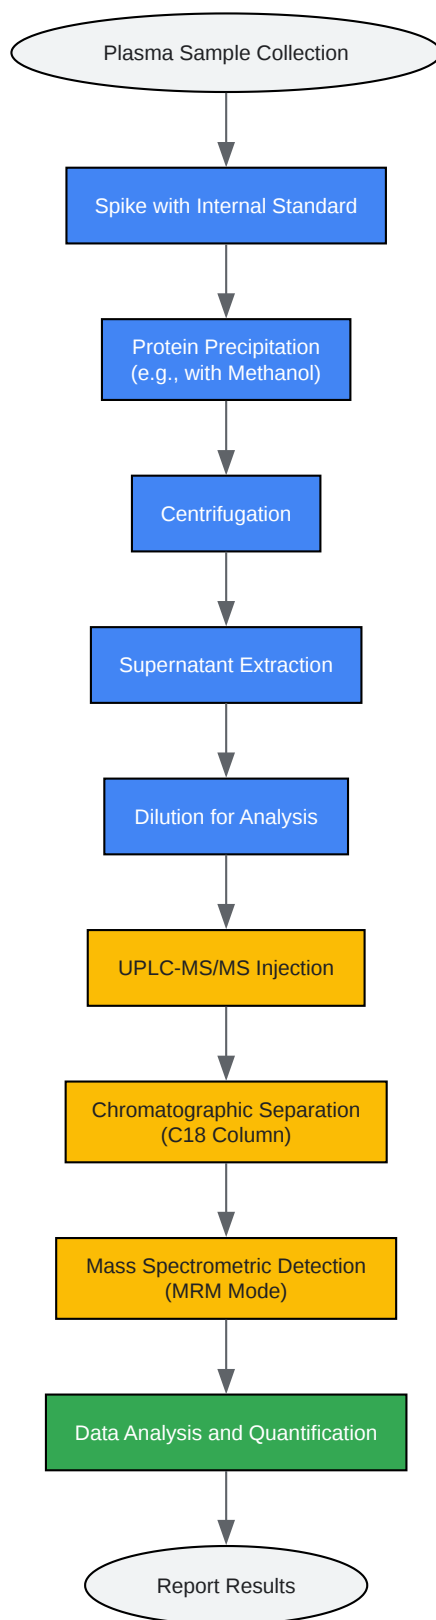 Plasma Sample Collection
Spike with Internal Standard
Protein Precipitation
(e.g., with Methanol)
Centrifugation
Supernatant Extraction
Dilution for Analysis
UPLC-MS/MS Injection
Chromatographic Separation
(C18 Column)
Mass Spectrometric Detection
(MRM Mode)
Data Analysis and Quantification
Report Results